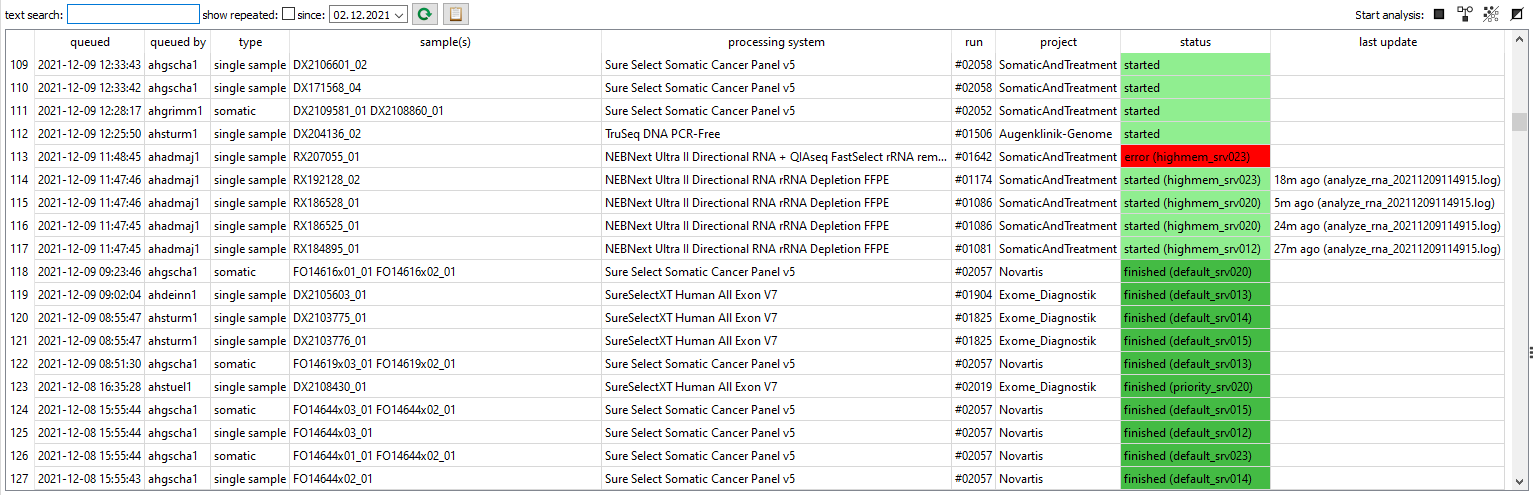 text search: show repeated: since: 02.12.2021 Start analysis:
queued queued by type sample(s) processing system run project status last update
109 2021-12-09 12:33:43 ahgscha1 single sample DX2106601_02 Sure Select Somatic Cancer Panel v5 #02058 SomaticAndTreatment started
110 2021-12-09 12:33:42 ahgscha1 single sample DX171568_04 Sure Select Somatic Cancer Panel v5 #02058 SomaticAndTreatment started
111 2021-12-09 12:28:17 ahgrimm1 somatic DX2109581_01 DX2108860_01 Sure Select Somatic Cancer Panel v5 #02052 SomaticAndTreatment started
112 2021-12-09 12:25:50 ahsturm1 single sample DX204136_02 TruSeq DNA PCR-Free #01506 Augenklinik-Genome started
113 2021-12-09 11:48:45 ahadmaj1 single sample RX207055_01 NEBNext Ultra II Directional RNA + QIAseq FastSelect rRNA rem... #01642 SomaticAndTreatment error (highmem_srv023)
114 2021-12-09 11:47:46 ahadmaj1 single sample RX192128_02 NEBNext Ultra II Directional RNA rRNA Depletion FFPE #01174 SomaticAndTreatment started (highmem_srv023) 18m ago (analyze_rna_20211209114915.log)
115 2021-12-09 11:47:46 ahadmaj1 single sample RX186528_01 NEBNext Ultra II Directional RNA rRNA Depletion FFPE #01086 SomaticAndTreatment started (highmem_srv020) 5m ago (analyze_rna_20211209114915.log)
116 2021-12-09 11:47:45 ahadmaj1 single sample RX186525_01 NEBNext Ultra II Directional RNA rRNA Depletion FFPE #01086 SomaticAndTreatment started (highmem_srv020) 24m ago (analyze_rna_20211209114915.log)
117 2021-12-09 11:47:45 ahadmaj1 single sample RX184895_01 NEBNext Ultra II Directional RNA rRNA Depletion FFPE #01081 SomaticAndTreatment started (highmem_srv012) 27m ago (analyze_rna_20211209114915.log)
118 2021-12-09 09:23:46 ahgscha1 somatic FO14616x01_01 FO14616x02_01 Sure Select Somatic Cancer Panel v5 #02057 Novartis finished (default_srv020)
119 2021-12-09 09:02:04 ahdeinn1 single sample DX2105603_01 SureSelectXT Human All Exon V7 #01904 Exome_Diagnostik finished (default_srv013)
120 2021-12-09 08:55:47 ahsturm1 single sample DX2103775_01 SureSelectXT Human All Exon V7 #01825 Exome_Diagnostik finished (default_srv014)
121 2021-12-09 08:55:47 ahsturm1 single sample DX2103776_01 SureSelectXT Human All Exon V7 #01825 Exome_Diagnostik finished (default_srv015)
122 2021-12-09 08:51:30 ahgscha1 somatic FO14619x03_01 FO14619x02_01 Sure Select Somatic Cancer Panel v5 #02057 Novartis finished (default_srv013)
123 2021-12-08 16:35:28 ahstuel1 single sample DX2108430_01 SureSelectXT Human All Exon V7 #02019 Exome_Diagnostik finished (priority_srv020)
124 2021-12-08 15:55:44 ahgscha1 somatic FO14644x03_01 FO14644x02_01 Sure Select Somatic Cancer Panel v5 #02057 Novartis finished (default_srv015)
125 2021-12-08 15:55:44 ahgscha1 single sample FO14644x03_01 Sure Select Somatic Cancer Panel v5 #02057 Novartis finished (default_srv012)
126 2021-12-08 15:55:44 ahgscha1 somatic FO14644x01_01 FO14644x02_01 Sure Select Somatic Cancer Panel v5 #02057 Novartis finished (default_srv023)
127 2021-12-08 15:55:43 ahgscha1 single sample FO14644x02_01 Sure Select Somatic Cancer Panel v5 #02057 Novartis finished (default_srv014)